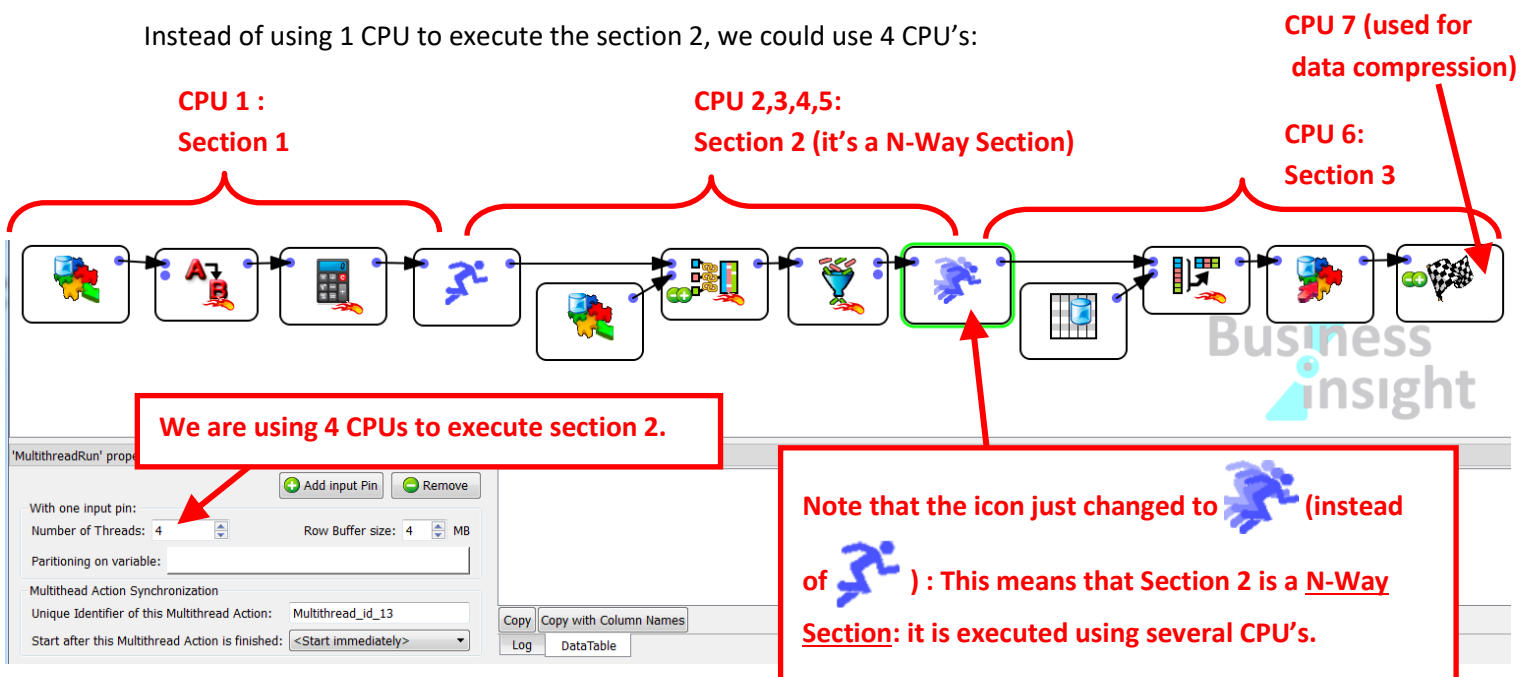 Instead of using 1 CPU to execute the section 2, we could use 4 CPU's:
CPU 7 (used for
data compression)
CPU 1 :
Section 1
CPU 2,3,4,5:
Section 2 (it's a N-Way Section)
CPU 6:
Section 3
A
B
Business
insight
We are using 4 CPUs to execute section 2.
'MultithreadRun' prope
Add input Pin
Remove
With one input pin:
Number of Threads: 4
Row Buffer size: 4 MB
Paritioning on variable:
Multithead Action Synchronization
Unique Identifier of this Multithread Action: Multithread_id_13
Start after this Multithread Action is finished: <Start immediately>
Copy
Copy with Column Names
Log
DataTable
Note that the icon just changed to (instead
of ) : This means that Section 2 is a N-Way
Section: it is executed using several CPU's.